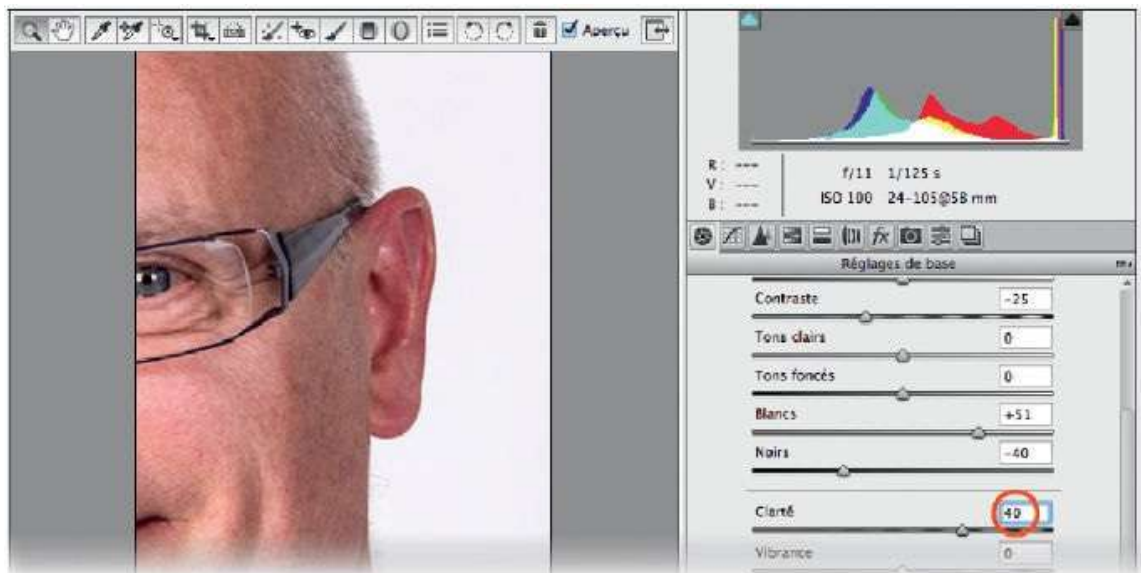 Aperçu
R: ---
V: ---
B: ---
f/11 1/125 s
ISO 100 24-105@58 mm
fx
Réglages de base
Contraste -25
Tons clairs 0
Tons foncés 0
Blancs +51
Noirs -40
Clarté 40
Vibrance 0